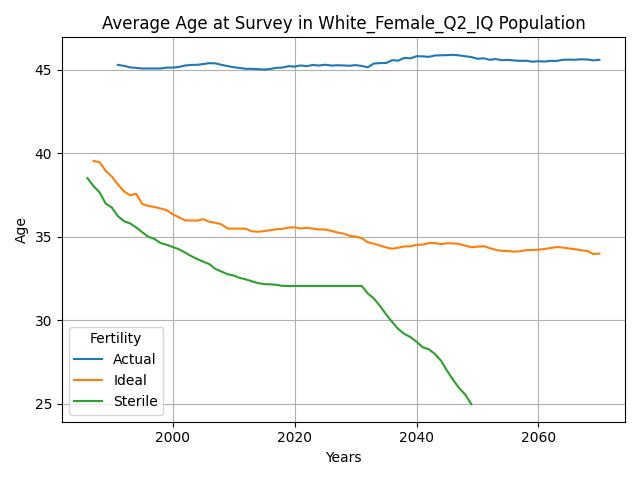 Average Age at Survey in White_Female_Q2_IQ Population
Age
45
40
35
30
25
Fertility
Actual
Ideal
Sterile
2000
2020
2040
2060
Years